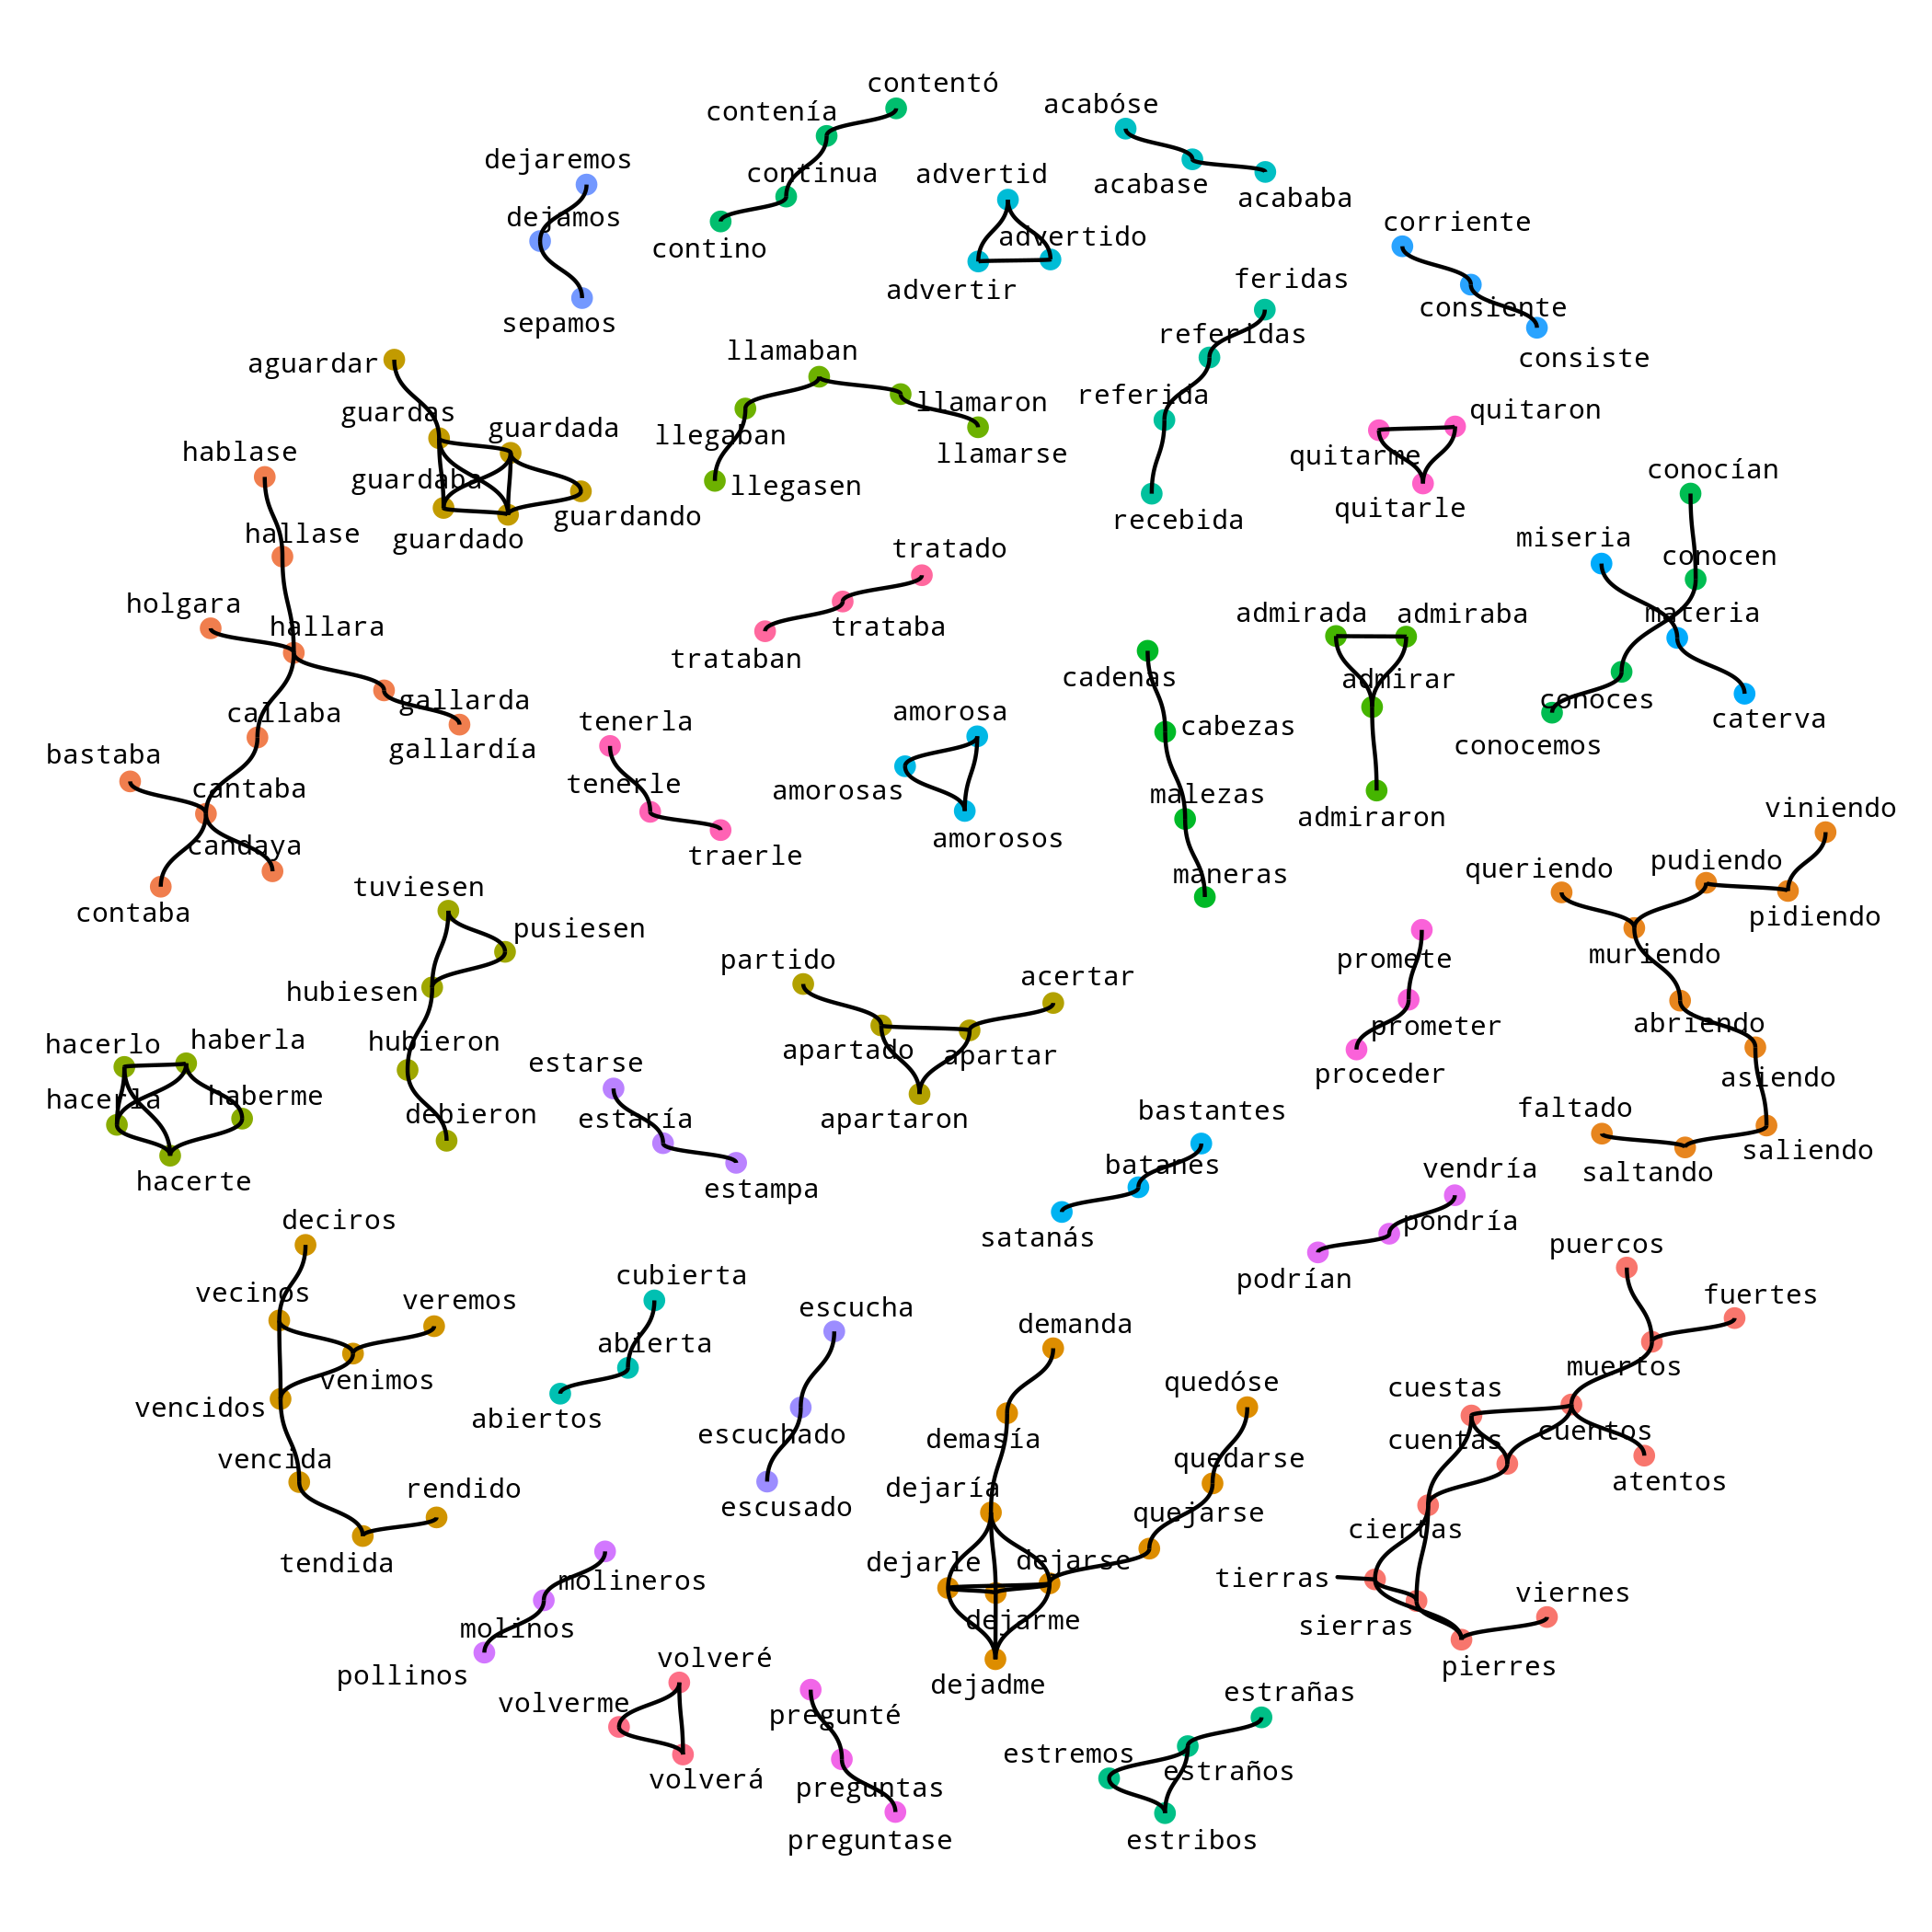 contentó
contenía
acabóse
dejaremos
continua
advertid
acabase
acababa
dejamos
contino
advertido
corriente
advertir
feridas
sepamos
referidas
consiente
aguardar
llamaban
consiste
guardas
referida
llamaron
quitaron
guardada
llegaban
hablase
llamarse
quitarme
conocían
guardaba
llegasen
guardando
recebida
quitarle
hallase
guardado
tratado
miseria
conocen
holgara
hallara
trataba
admirada
admiraba
materia
trataban
cadenas
admirar
gallarda
conoces
callaba
tenerla
amorosa
cabezas
caterva
gallardía
conocemos
bastaba
cantaba
tenerle
amorosas
malezas
admiraron
viniendo
candaya
traerle
amorosos
pudiendo
contaba
tuviesen
maneras
queriendo
pidiendo
pusiesen
partido
acertar
promete
muriendo
hubiesen
hacerlo
haberla
hubieron
apartado
apartar
prometer
abriendo
estarse
proceder
asiendo
hacerla
haberme
debieron
estaría
apartaron
bastantes
faltado
hacerte
estampa
batanes
saltando
saliendo
deciros
satanás
vendría
pondría
vecinos
veremos
cubierta
escucha
podrían
puercos
fuertes
abierta
demanda
venimos
muertos
vencidos
abiertos
quedóse
cuestas
escuchado
demasía
cuentas
cuentos
vencida
quedarse
atentos
rendido
escusado
dejaría
quejarse
ciertas
tendida
dejarle
dejarse
tierras
molineros
viernes
molinos
dejarme
sierras
pollinos
volveré
dejadme
pierres
volverme
pregunté
estrañas
estremos
estraños
volverá
preguntas
preguntase
estribos